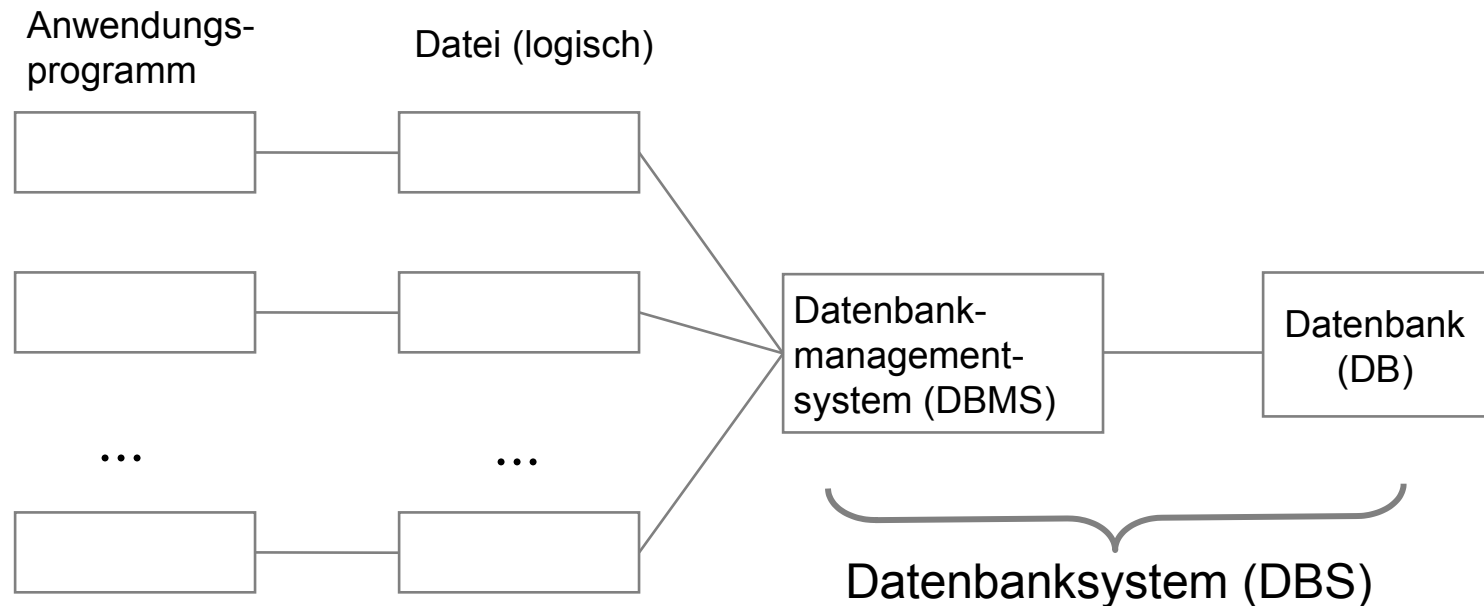 Anwendungs-
programm
Datei (logisch)
Datenbank-
management-
system (DBMS)
Datenbank
(DB)
...
...
Datenbanksystem (DBS)